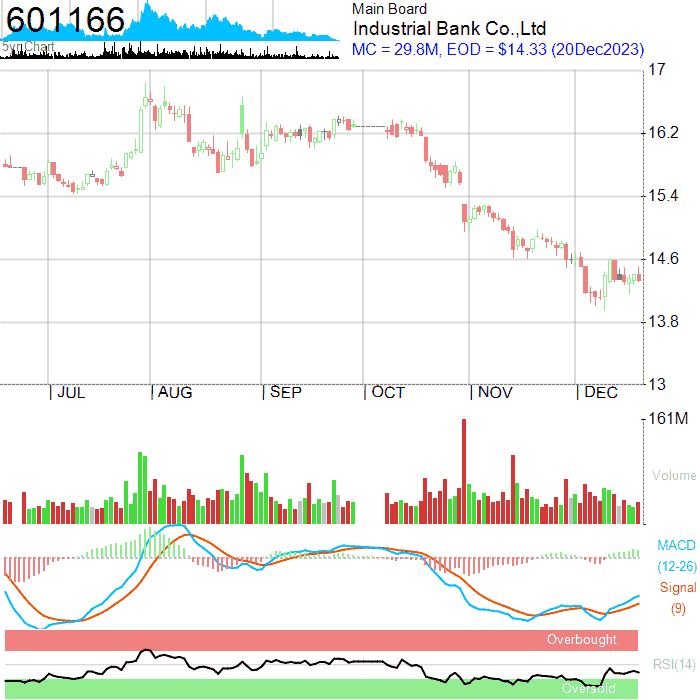 601166
5yr Chart
Main Board
Industrial Bank Co.,Ltd
MC = 29.8M, EOD = $14.33 (20Dec2023)
17
16.2
15.4
14.6
13.8
13
JUL AUG SEP OCT NOV DEC
161M
Volume
MACD
(12-26)
Signal
(9)
Overbought
RSI(14)
Oversold